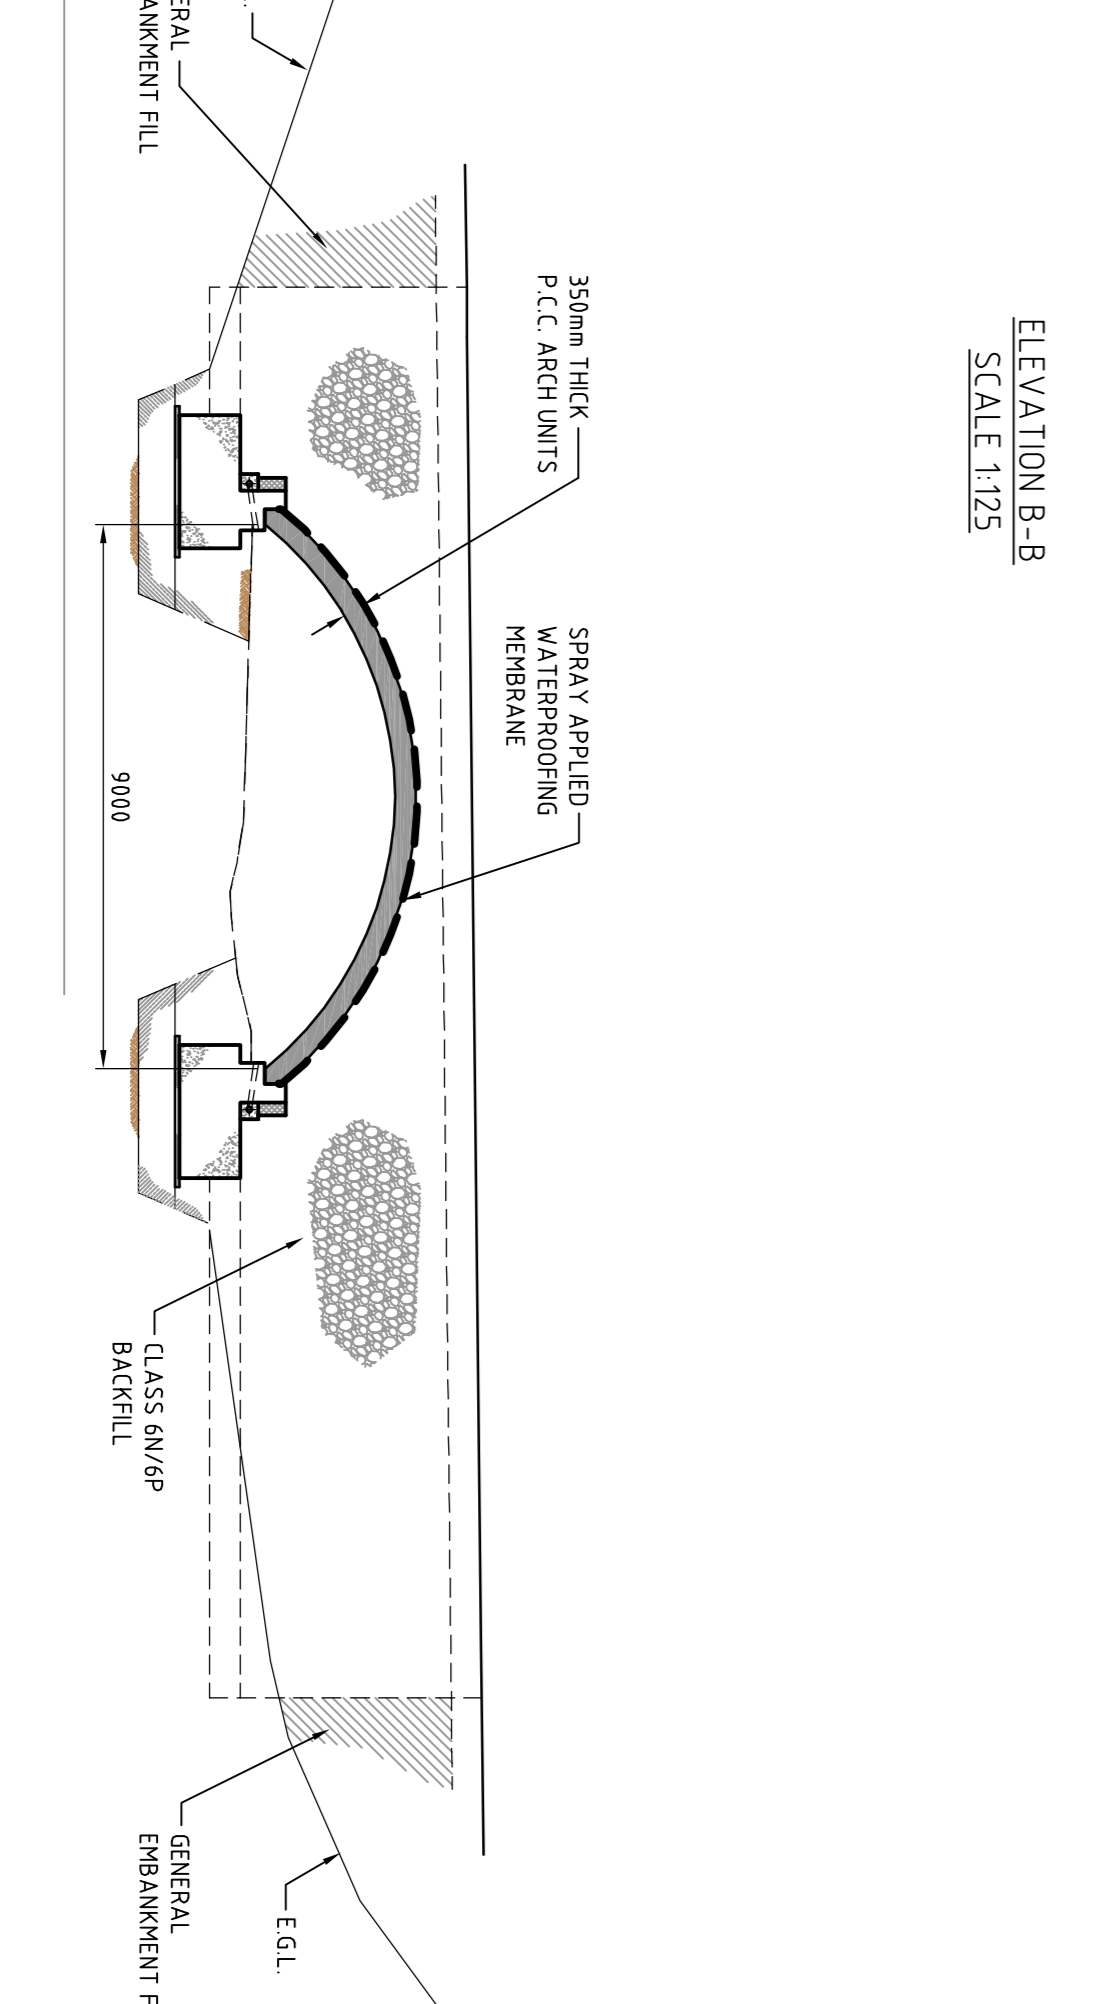 ELEVATION B-B
SCALE 1:125
350mm THICK
P.C.C. ARCH UNITS
SPRAY APPLIED
WATERPROOFING
MEMBRANE
9000
CLASS 6N/6P
BACKFILL
FILL
GENERAL
EMBANKMENT
E.G.L.